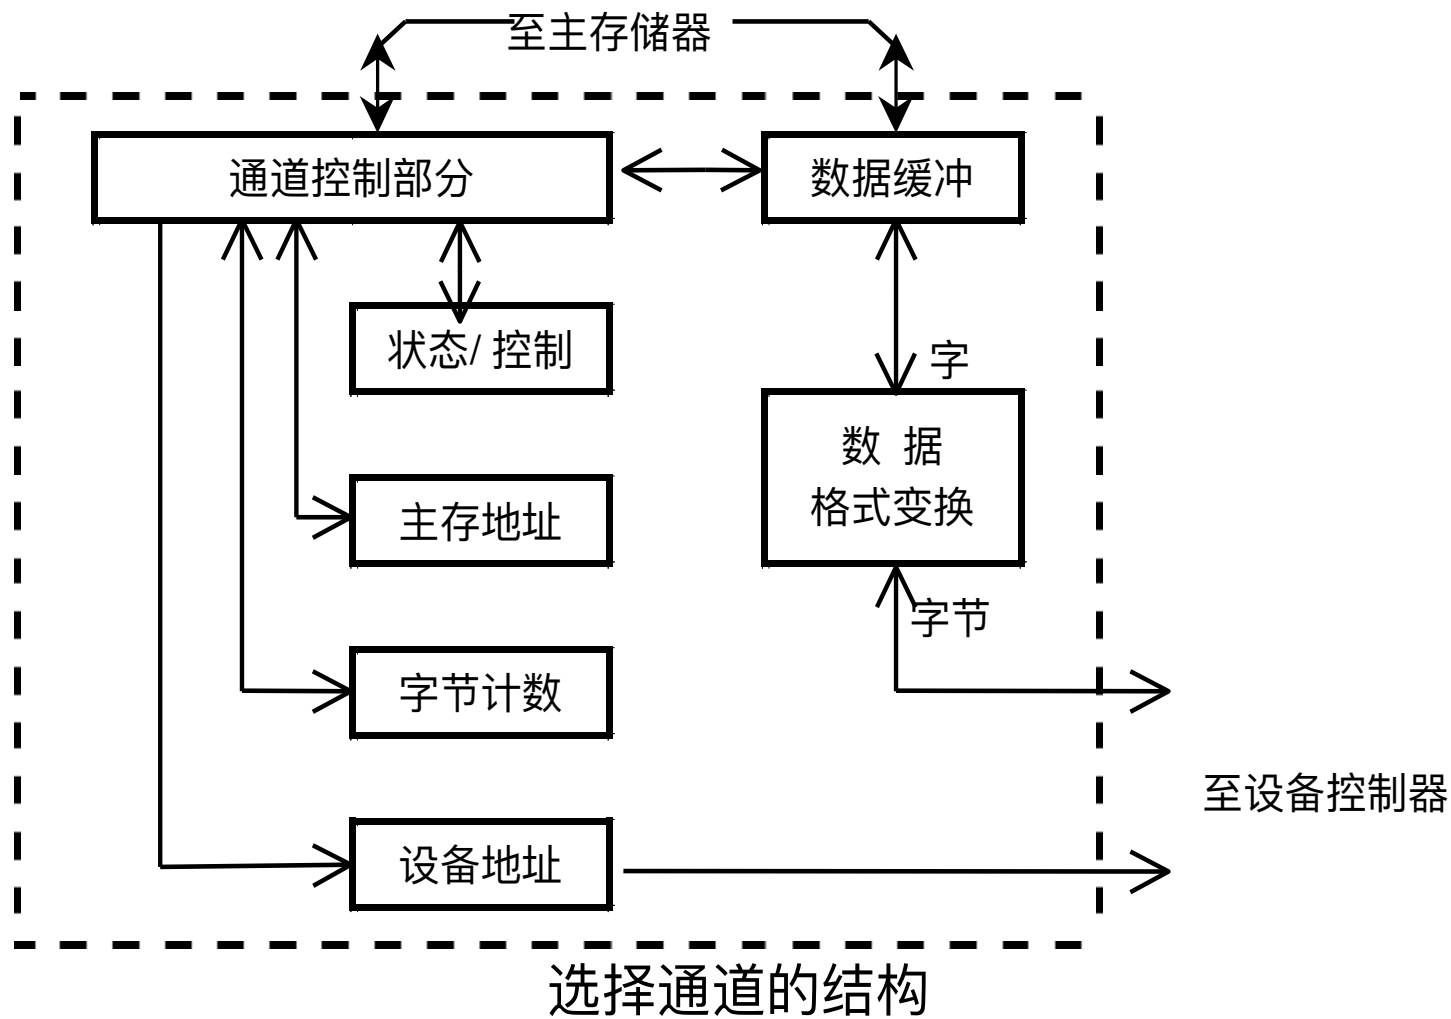 至主存储器
通道控制部分
数据缓冲
状态/ 控制
字
数 据
格式变换
主存地址
字节
字节计数
至设备控制器
设备地址
选择通道的结构